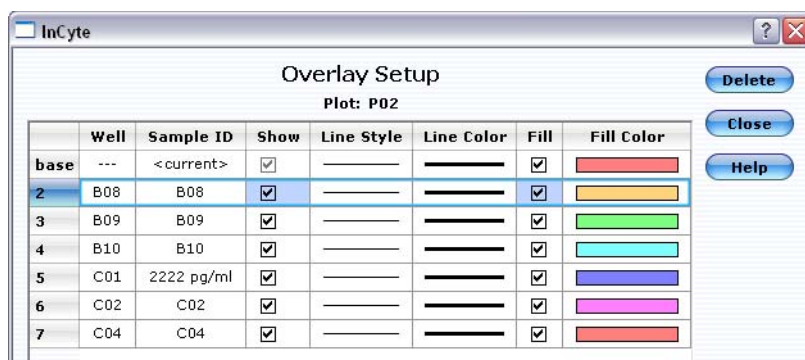 InCyte
Overlay Setup
Plot: P02
Delete
Close
Help
Well Sample ID Show Line Style Line Color Fill Fill Color
base --- <current>
2 B08 B08
3 B09 B09
4 B10 B10
5 C01 2222 pg/ml
6 C02 C02
7 C04 C04